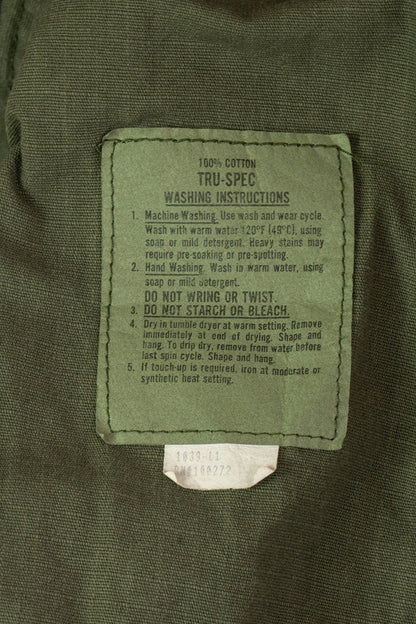 100% COTTON
TRU-SPEC
WASHING INSTRUCTIONS
1. Machine Washing. Use wash and wear cycle.
Wash with warm water 120°F (49°C), using
soap or mild detergent. Heavy stains may
require pre-soaking or pre-spotting.
2. Hand Washing. Wash in warm water, using
soap or mild detergent.
DO NOT WRING OR TWIST.
3. DO NOT STARCH OR BLEACH.
4. Dry in tumble dryer at warm setting. Remove
immediately at end of drying. Shape and
hang. To drip dry, remove from water before
last spin cycle. Shape and hang.
5. If touch-up is required, iron at moderate or
synthetic heat setting.
1039-11